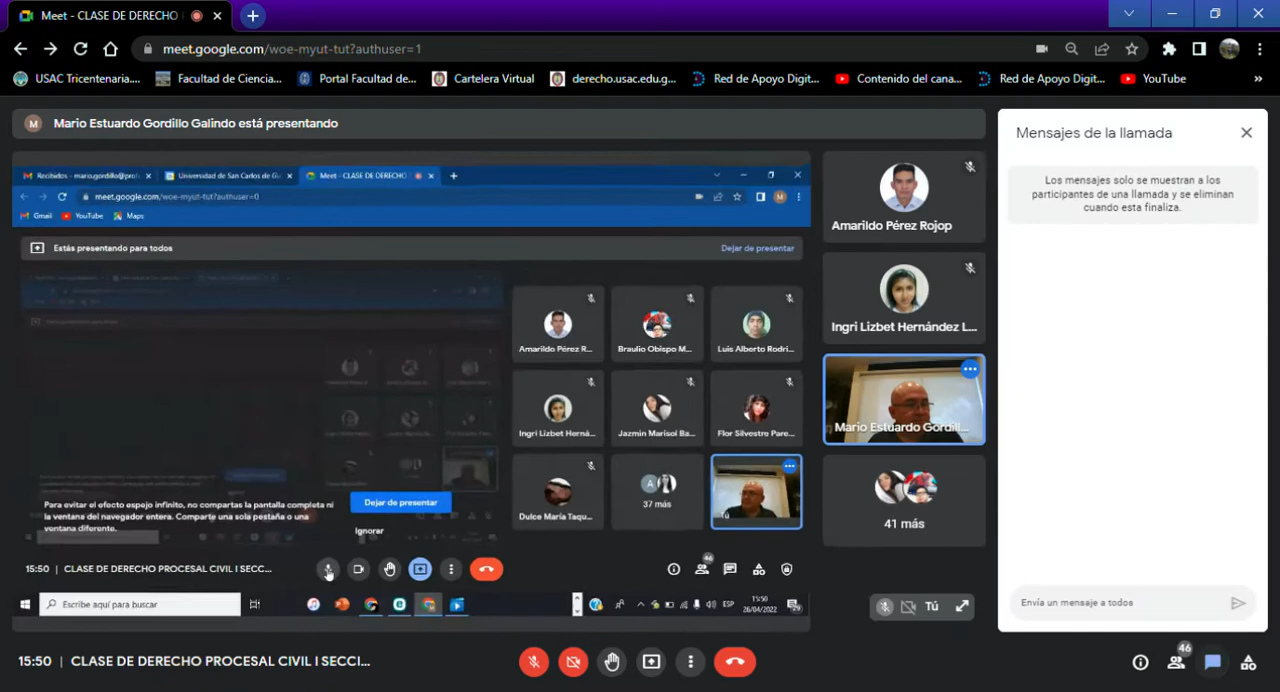 Meet - CLASE DE DERECHO
meet.google.com/woe-myut-tut?authuser=1
USAC Tricentenaria....
Facultad de Ciencia...
Portal Facultad de...
Cartelera Virtual
derecho.usac.edu.g...
Red de Apoyo Digit...
Contenido del cana...
Red de Apoyo Digit...
YouTube
»
M
Mario Estuardo Gordillo Galindo está presentando
Recibidos - mario.gordillo@prof
Universidad de San Carlos de Gu
Meet - CLASE DE DERECHO
meet.google.com/woe-myut-tut?authuser=0
M
Gmail
YouTube
Maps
Estás presentando para todos
Dejar de presentar
Amarildo Pérez R...
Braulio Obispo M...
Luis Alberto Rodri...
Ingri Lizbet Herná...
Jazmin Marisol Ba...
Flor Silvestre Pare...
Dulce María Taqu...
A
37 más
Tú
Para evitar el efecto espejo infinito, no compartas la pantalla completa ni
la ventana del navegador entera. Comparte una sola pestaña o una
ventana diferente.
Dejar de presentar
Ignorar
15:50 | CLASE DE DERECHO PROCESAL CIVIL I SECC...
46
Escribe aquí para buscar
ESP
15:50
26/04/2022
Amarildo Pérez Rojop
Ingri Lizbet Hernández L...
Mario Estuardo Gordill...
41 más
Tú
Mensajes de la llamada
Los mensajes solo se muestran a los
participantes de una llamada y se eliminan
cuando esta finaliza.
Envía un mensaje a todos
15:50 | CLASE DE DERECHO PROCESAL CIVIL I SECCI...
46